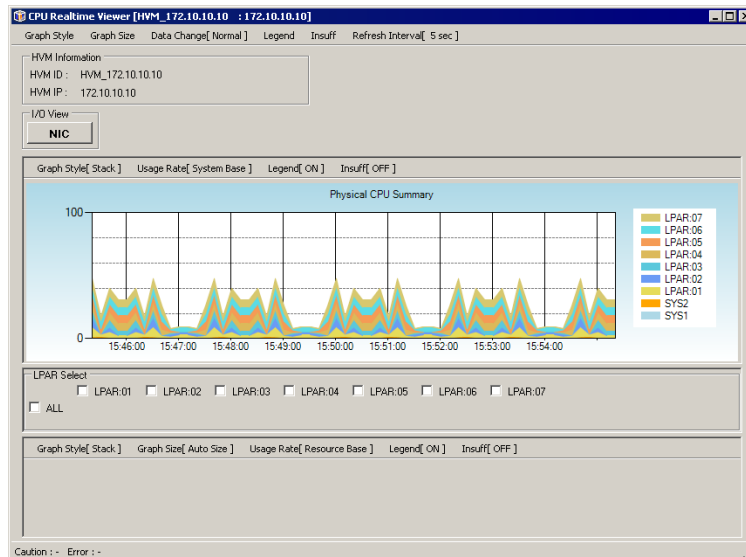 CPU Realtime Viewer [HVM_172.10.10.10 : 172.10.10.10]
Graph Style Graph Size Data Change[ Normal ] Legend Insuff Refresh Interval[ 5 sec ]
HVM Information
HVM ID : HVM_172.10.10.10
HVM IP : 172.10.10.10
I/O View
NIC
Graph Style[ Stack ] Usage Rate[ System Base ] Legend[ ON ] Insuff[ OFF ]
Physical CPU Summary
100
0
15:46:00 15:47:00 15:48:00 15:49:00 15:50:00 15:51:00 15:52:00 15:53:00 15:54:00
LPAR:07
LPAR:06
LPAR:05
LPAR:04
LPAR:03
LPAR:02
LPAR:01
SYS2
SYS1
LPAR Select
LPAR:01 LPAR:02 LPAR:03 LPAR:04 LPAR:05 LPAR:06 LPAR:07
ALL
Graph Style[ Stack ] Graph Size[ Auto Size ] Usage Rate[ Resource Base ] Legend[ ON ] Insuff[ OFF ]
Caution : - Error : -